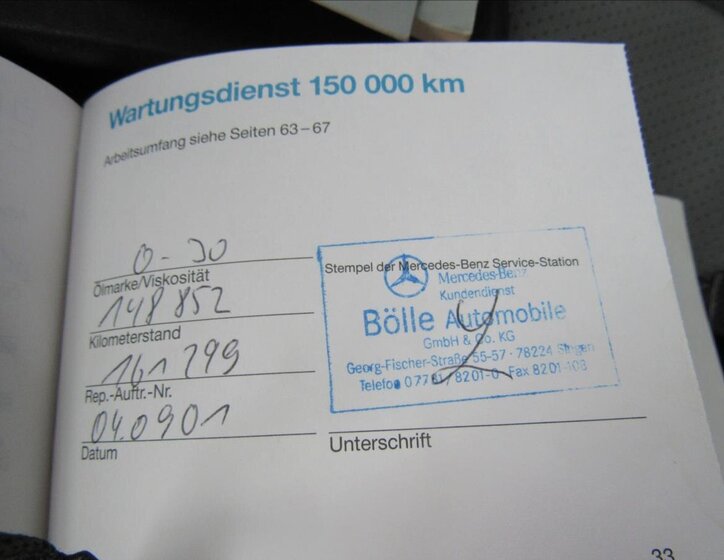 Wartungsdienst 150 000 km
Arbeitsumfang siehe Seiten 63–67
0-30
Ölmarke/Viskosität
148 852
Kilometerstand
161 299
Rep.-Auftr.-Nr.
04.0901
Datum
Stempel der Mercedes-Benz Service-Station
Mercedes-Benz
Kundendienst
Bölle Automobile
GmbH & Co. KG
Georg-Fischer-Straße 55-57 · 78224 Singen
Telefon 07731/8201-0 Fax 8201-103
Unterschrift
33